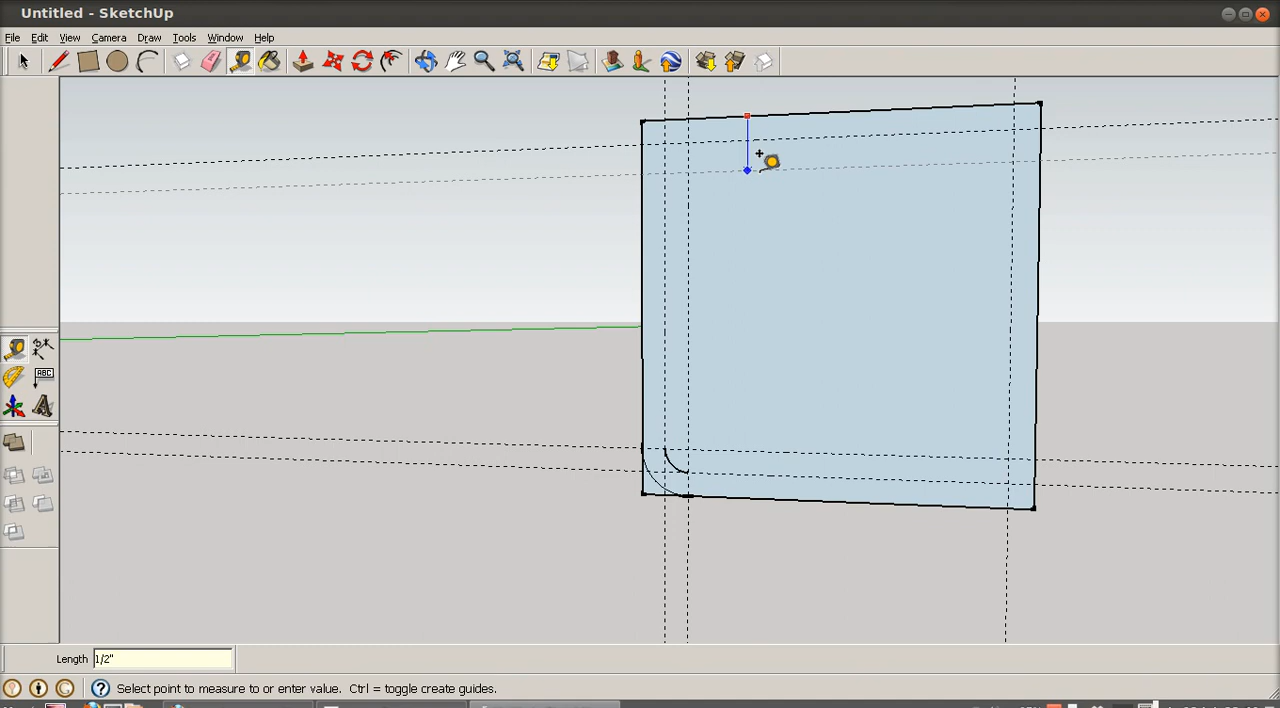 Untitled - SketchUp
File Edit View Camera Draw Tools Window Help
ABC
A
Length 1/2"
Select point to measure to or enter value. Ctrl = toggle create guides.